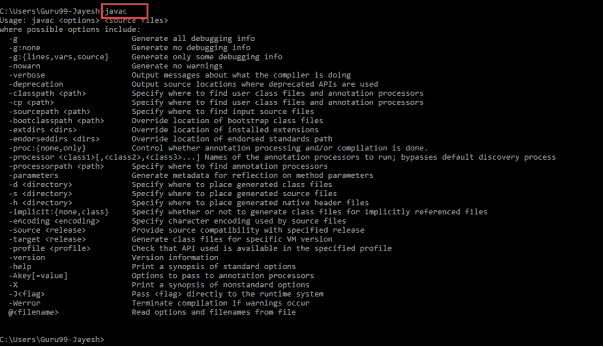 C:\Users\Guru99-Jayesh>javac
Usage: javac <options> <source files>
where possible options include:
  -g                         Generate all debugging info
  -g:none                    Generate no debugging info
  -g:{lines,vars,source}     Generate only some debugging info
  -nowarn                    Generate no warnings
  -verbose                   Output messages about what the compiler is doing
  -deprecation               Output source locations where deprecated APIs are used
  -classpath <path>          Specify where to find user class files and annotation processors
  -cp <path>                 Specify where to find user class files and annotation processors
  -sourcepath <path>         Specify where to find input source files
  -bootclasspath <path>      Override location of bootstrap class files
  -extdirs <dirs>            Override location of installed extensions
  -endorseddirs <dirs>       Override location of endorsed standards path
  -proc:{none,only}          Control whether annotation processing and/or compilation is done.
  -processor <class1>[,<class2>,<class3>...] Names of the annotation processors to run; bypasses default discovery process
  -processorpath <path>      Specify where to find annotation processors
  -parameters                Generate metadata for reflection on method parameters
  -d <directory>             Specify where to place generated class files
  -s <directory>             Specify where to place generated source files
  -h <directory>             Specify where to place generated native header files
  -implicit:{none,class}     Specify whether or not to generate class files for implicitly referenced files
  -encoding <encoding>       Specify character encoding used by source files
  -source <release>          Provide source compatibility with specified release
  -target <release>          Generate class files for specific VM version
  -profile <profile>         Check that API used is available in the specified profile
  -version                   Version information
  -help                      Print a synopsis of standard options
  -Akey[=value]              Options to pass to annotation processors
  -X                         Print a synopsis of nonstandard options
  -J<flag>                   Pass <flag> directly to the runtime system
  -Werror                    Terminate compilation if warnings occur
  @<filename>                Read options and filenames from file
C:\Users\Guru99-Jayesh>